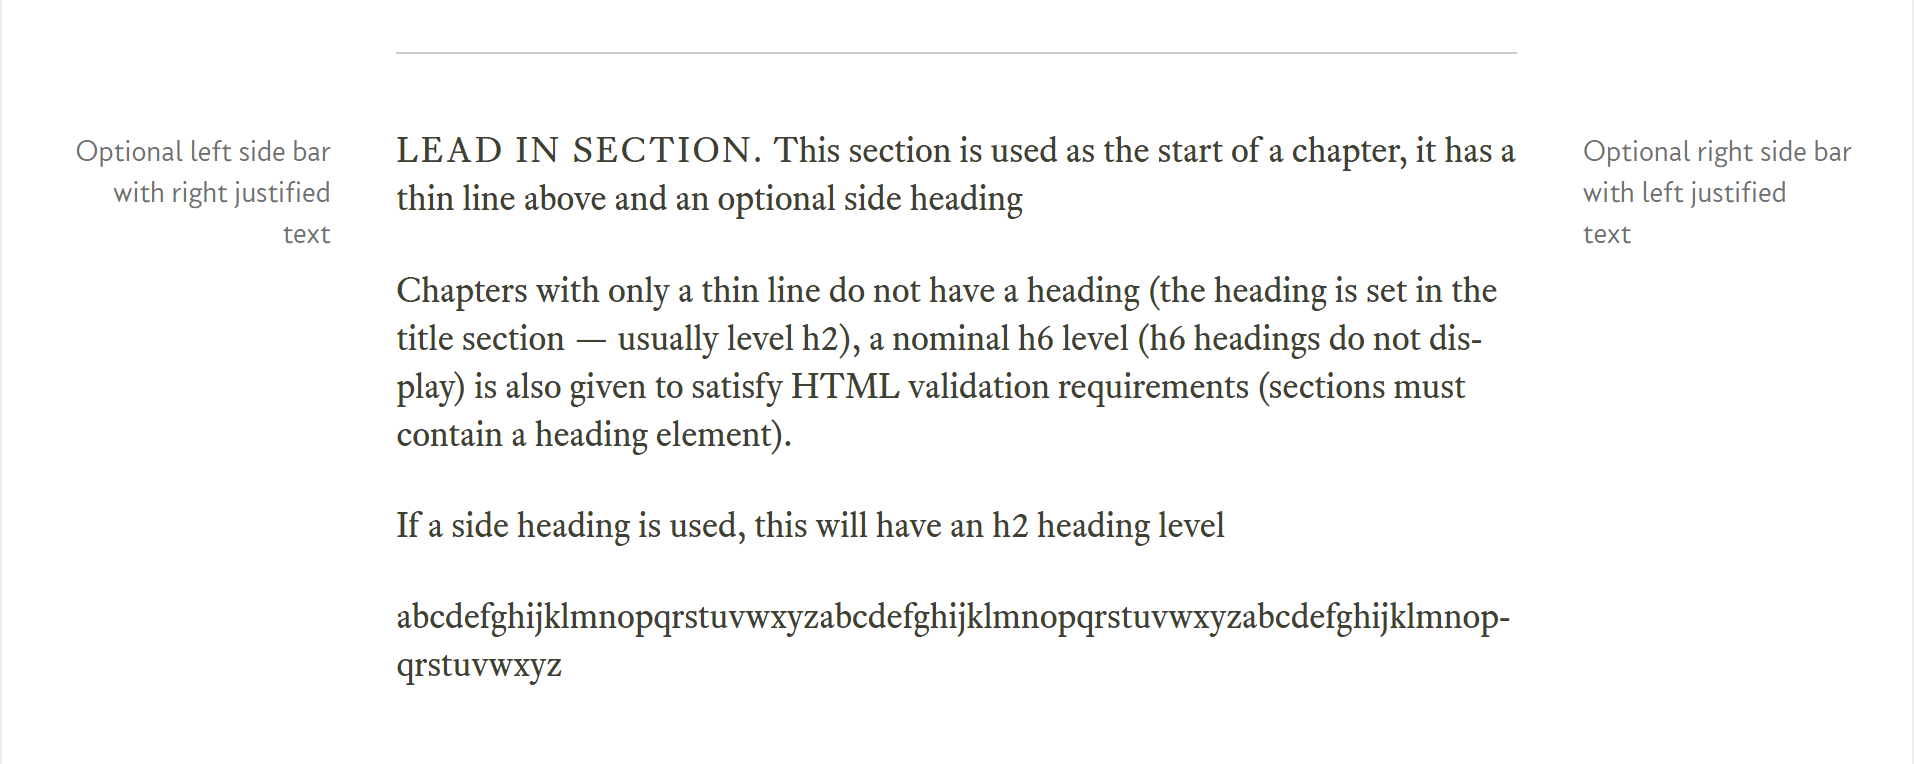 Optional left side bar
with right justified
text
LEAD IN SECTION. This section is used as the start of a chapter, it has a
thin line above and an optional side heading
Chapters with only a thin line do not have a heading (the heading is set in the
title section — usually level h2), a nominal h6 level (h6 headings do not dis-
play) is also given to satisfy HTML validation requirements (sections must
contain a heading element).
If a side heading is used, this will have an h2 heading level
abcdefghijklmnopqrstuvwxyzabcdefghijklmnopqrstuvwxyzabcdefghijklmnop-
qrstuvwxyz
Optional right side bar
with left justified
text